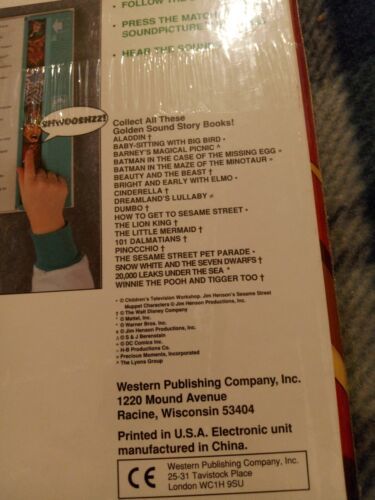 FOLLOW THE
PRESS THE MATCH
SOUNDPICTURE
HEAR THE SOUND
SHWOOSHZZ!
Collect All These
Golden Sound Story Books!
ALADDIN †
BABY-SITTING WITH BIG BIRD •
BARNEY'S MAGICAL PICNIC ^
BATMAN IN THE CASE OF THE MISSING EGG »
BATMAN IN THE MAZE OF THE MINOTAUR »
BEAUTY AND THE BEAST †
BRIGHT AND EARLY WITH ELMO •
CINDERELLA †
DREAMLAND'S LULLABY
DUMBO †
HOW TO GET TO SESAME STREET •
THE LION KING †
THE LITTLE MERMAID †
101 DALMATIANS †
PINOCCHIO †
THE SESAME STREET PET PARADE •
SNOW WHITE AND THE SEVEN DWARFS †
20,000 LEAKS UNDER THE SEA *
WINNIE THE POOH AND TIGGER TOO †
• © Children's Television Workshop. Jim Henson's Sesame Street
Muppet Characters © Jim Henson Productions, Inc.
† © The Walt Disney Company
© Mattel, Inc.
© Warner Bros. Inc.
© Jim Henson Productions, Inc.
© S & J Berenstain
» © DC Comics Inc.
H-B Productions Co.
Precious Moments, Incorporated
^ © The Lyons Group
Western Publishing Company, Inc.
1220 Mound Avenue
Racine, Wisconsin 53404
Printed in U.S.A. Electronic unit
manufactured in China.
CE
Western Publishing Company, Inc.
25-31 Tavistock Place
London WC1H 9SU